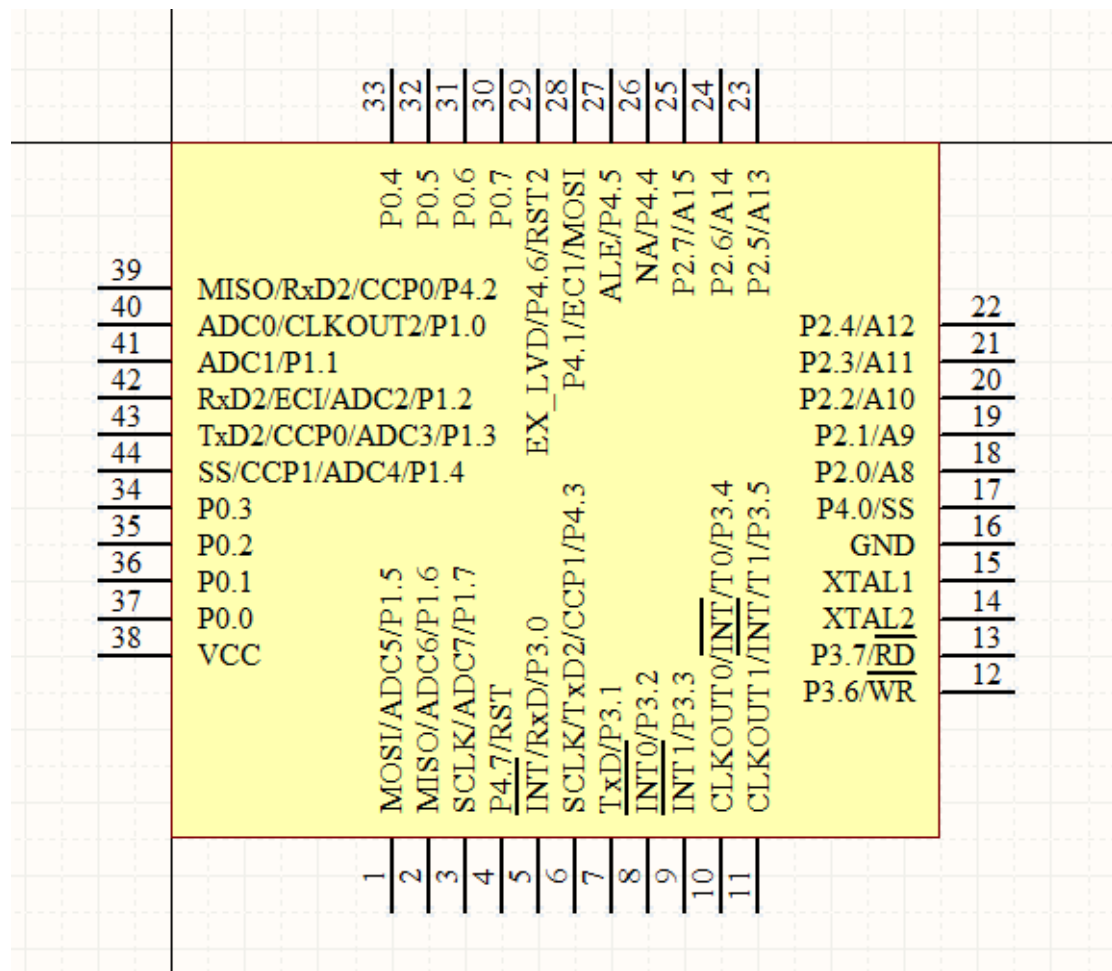 33 32 31 30 29 28 27 26 25 24 23
P0.4
P0.5
P0.6
P0.7
EX_LVD/P4.6/RST2
P4.1/EC1/MOSI
ALE/P4.5
NA/P4.4
P2.7/A15
P2.6/A14
P2.5/A13
39 MISO/RxD2/CCP0/P4.2
40 ADC0/CLKOUT2/P1.0
41 ADC1/P1.1
42 RxD2/ECI/ADC2/P1.2
43 TxD2/CCP0/ADC3/P1.3
44 SS/CCP1/ADC4/P1.4
34 P0.3
35 P0.2
36 P0.1
37 P0.0
38 VCC
P2.4/A12 22
P2.3/A11 21
P2.2/A10 20
P2.1/A9 19
P2.0/A8 18
P4.0/SS 17
GND 16
XTAL1 15
XTAL2 14
P3.7/RD 13
P3.6/WR 12
MOSI/ADC5/P1.5
MISO/ADC6/P1.6
SCLK/ADC7/P1.7
P4.7/RST
INT/RxD/P3.0
SCLK/TxD2/CCP1/P4.3
TxD/P3.1
INT0/P3.2
INT1/P3.3
CLKOUT0/INT/T0/P3.4
CLKOUT1/INT/T1/P3.5
1 2 3 4 5 6 7 8 9 10 11